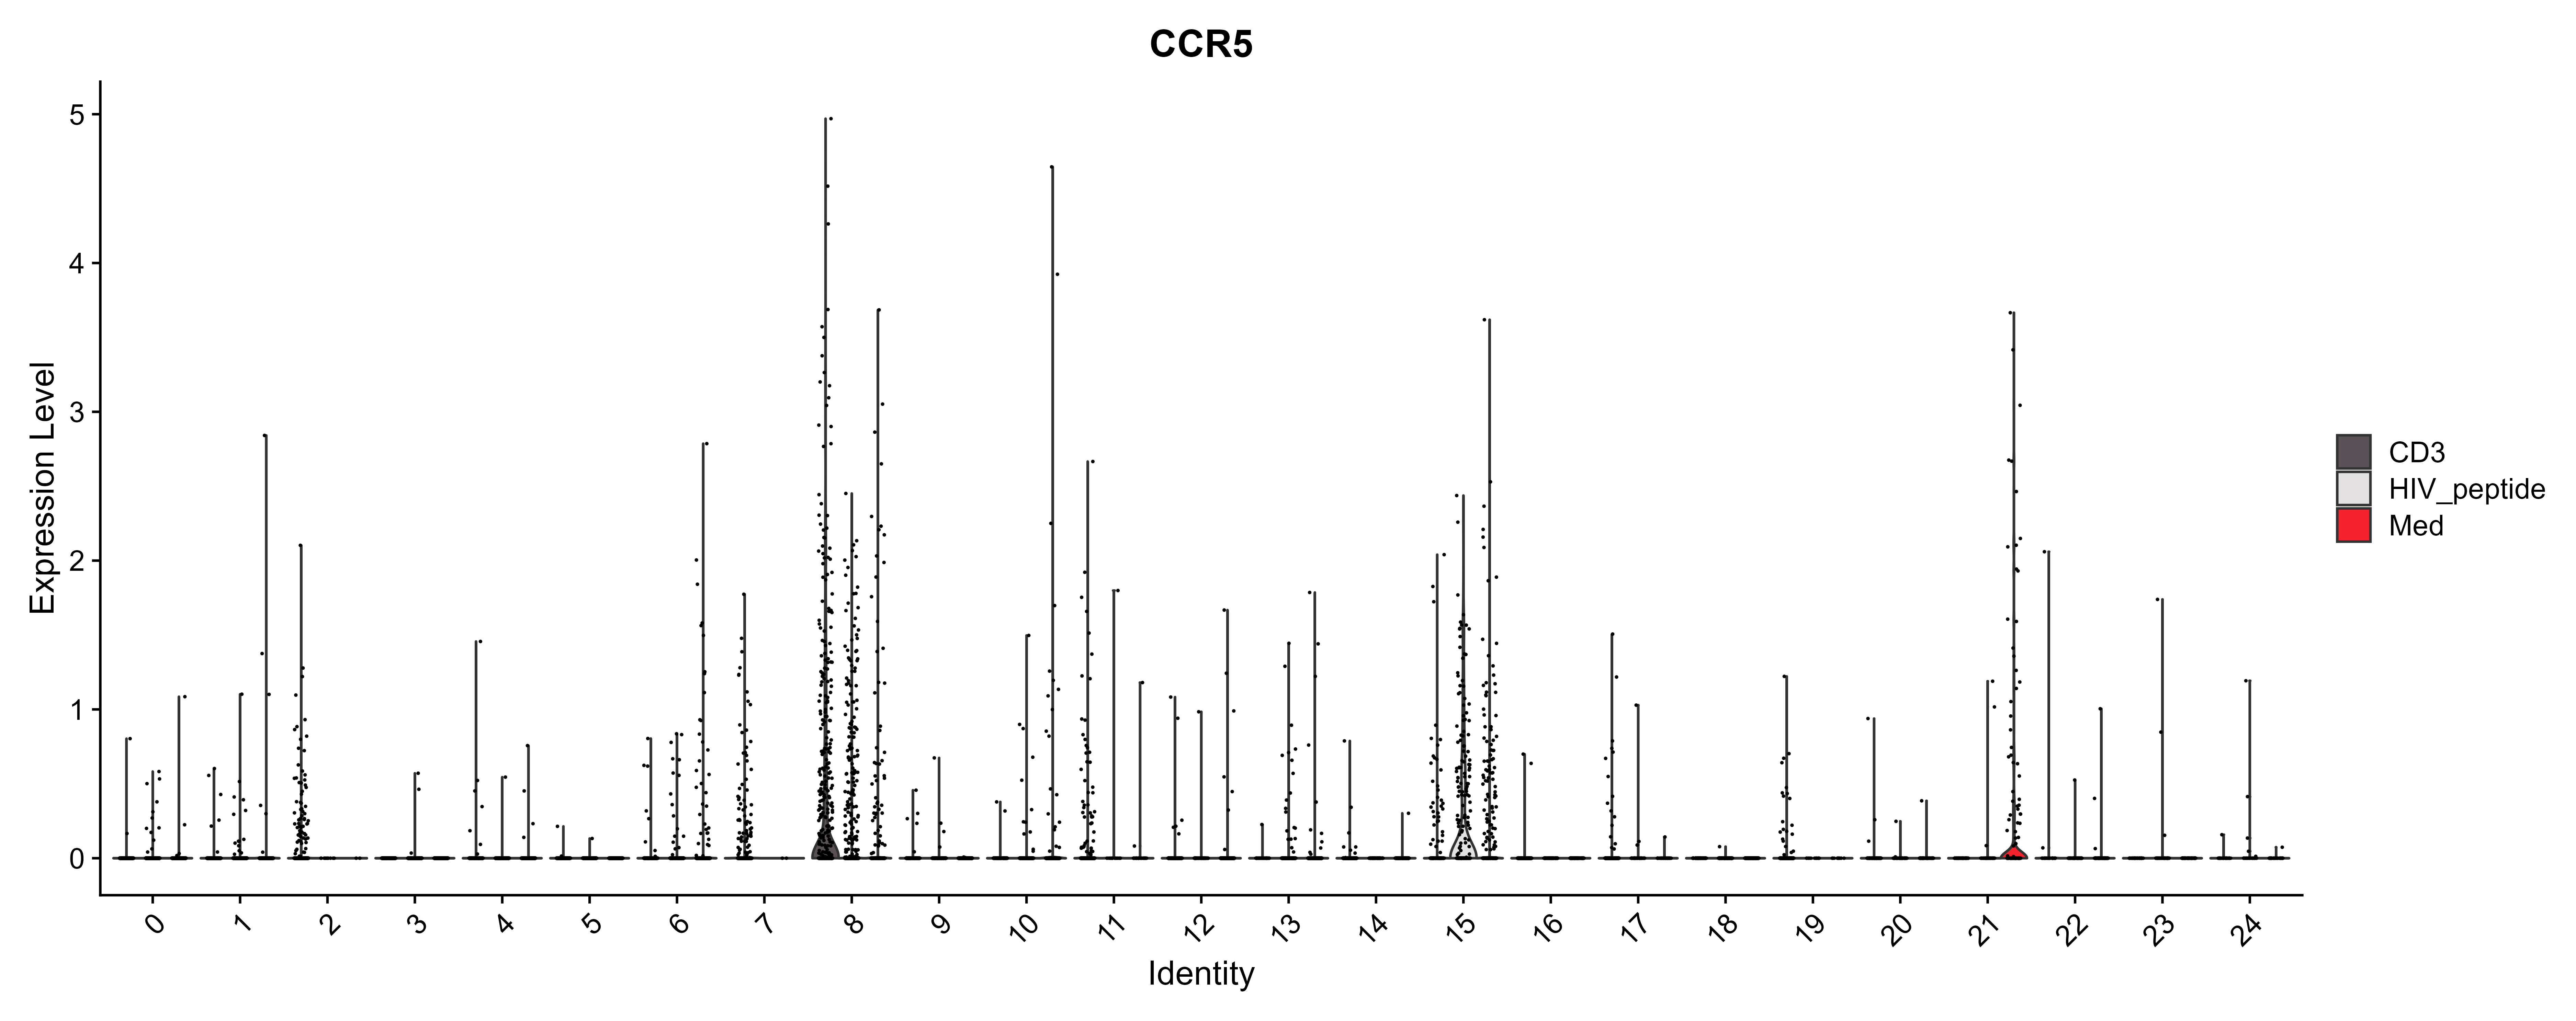 CCR5
Expression Level
5
4
3
2
1
0
0 1 2 3 4 5 6 7 8 9 10 11 12 13 14 15 16 17 18 19 20 21 22 23 24
Identity
CD3
HIV_peptide
Med